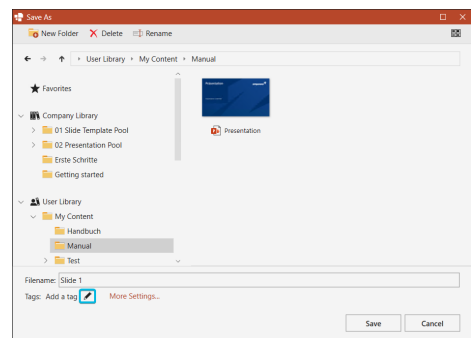 Save As
New Folder Delete Rename
User Library My Content Manual
Favorites
Company Library
01 Slide Template Pool
02 Presentation Pool
Erste Schritte
Getting started
User Library
My Content
Handbuch
Manual
Test
Presentation
Presentation
Filename: Slide 1
Tags: Add a tag More Settings...
Save Cancel